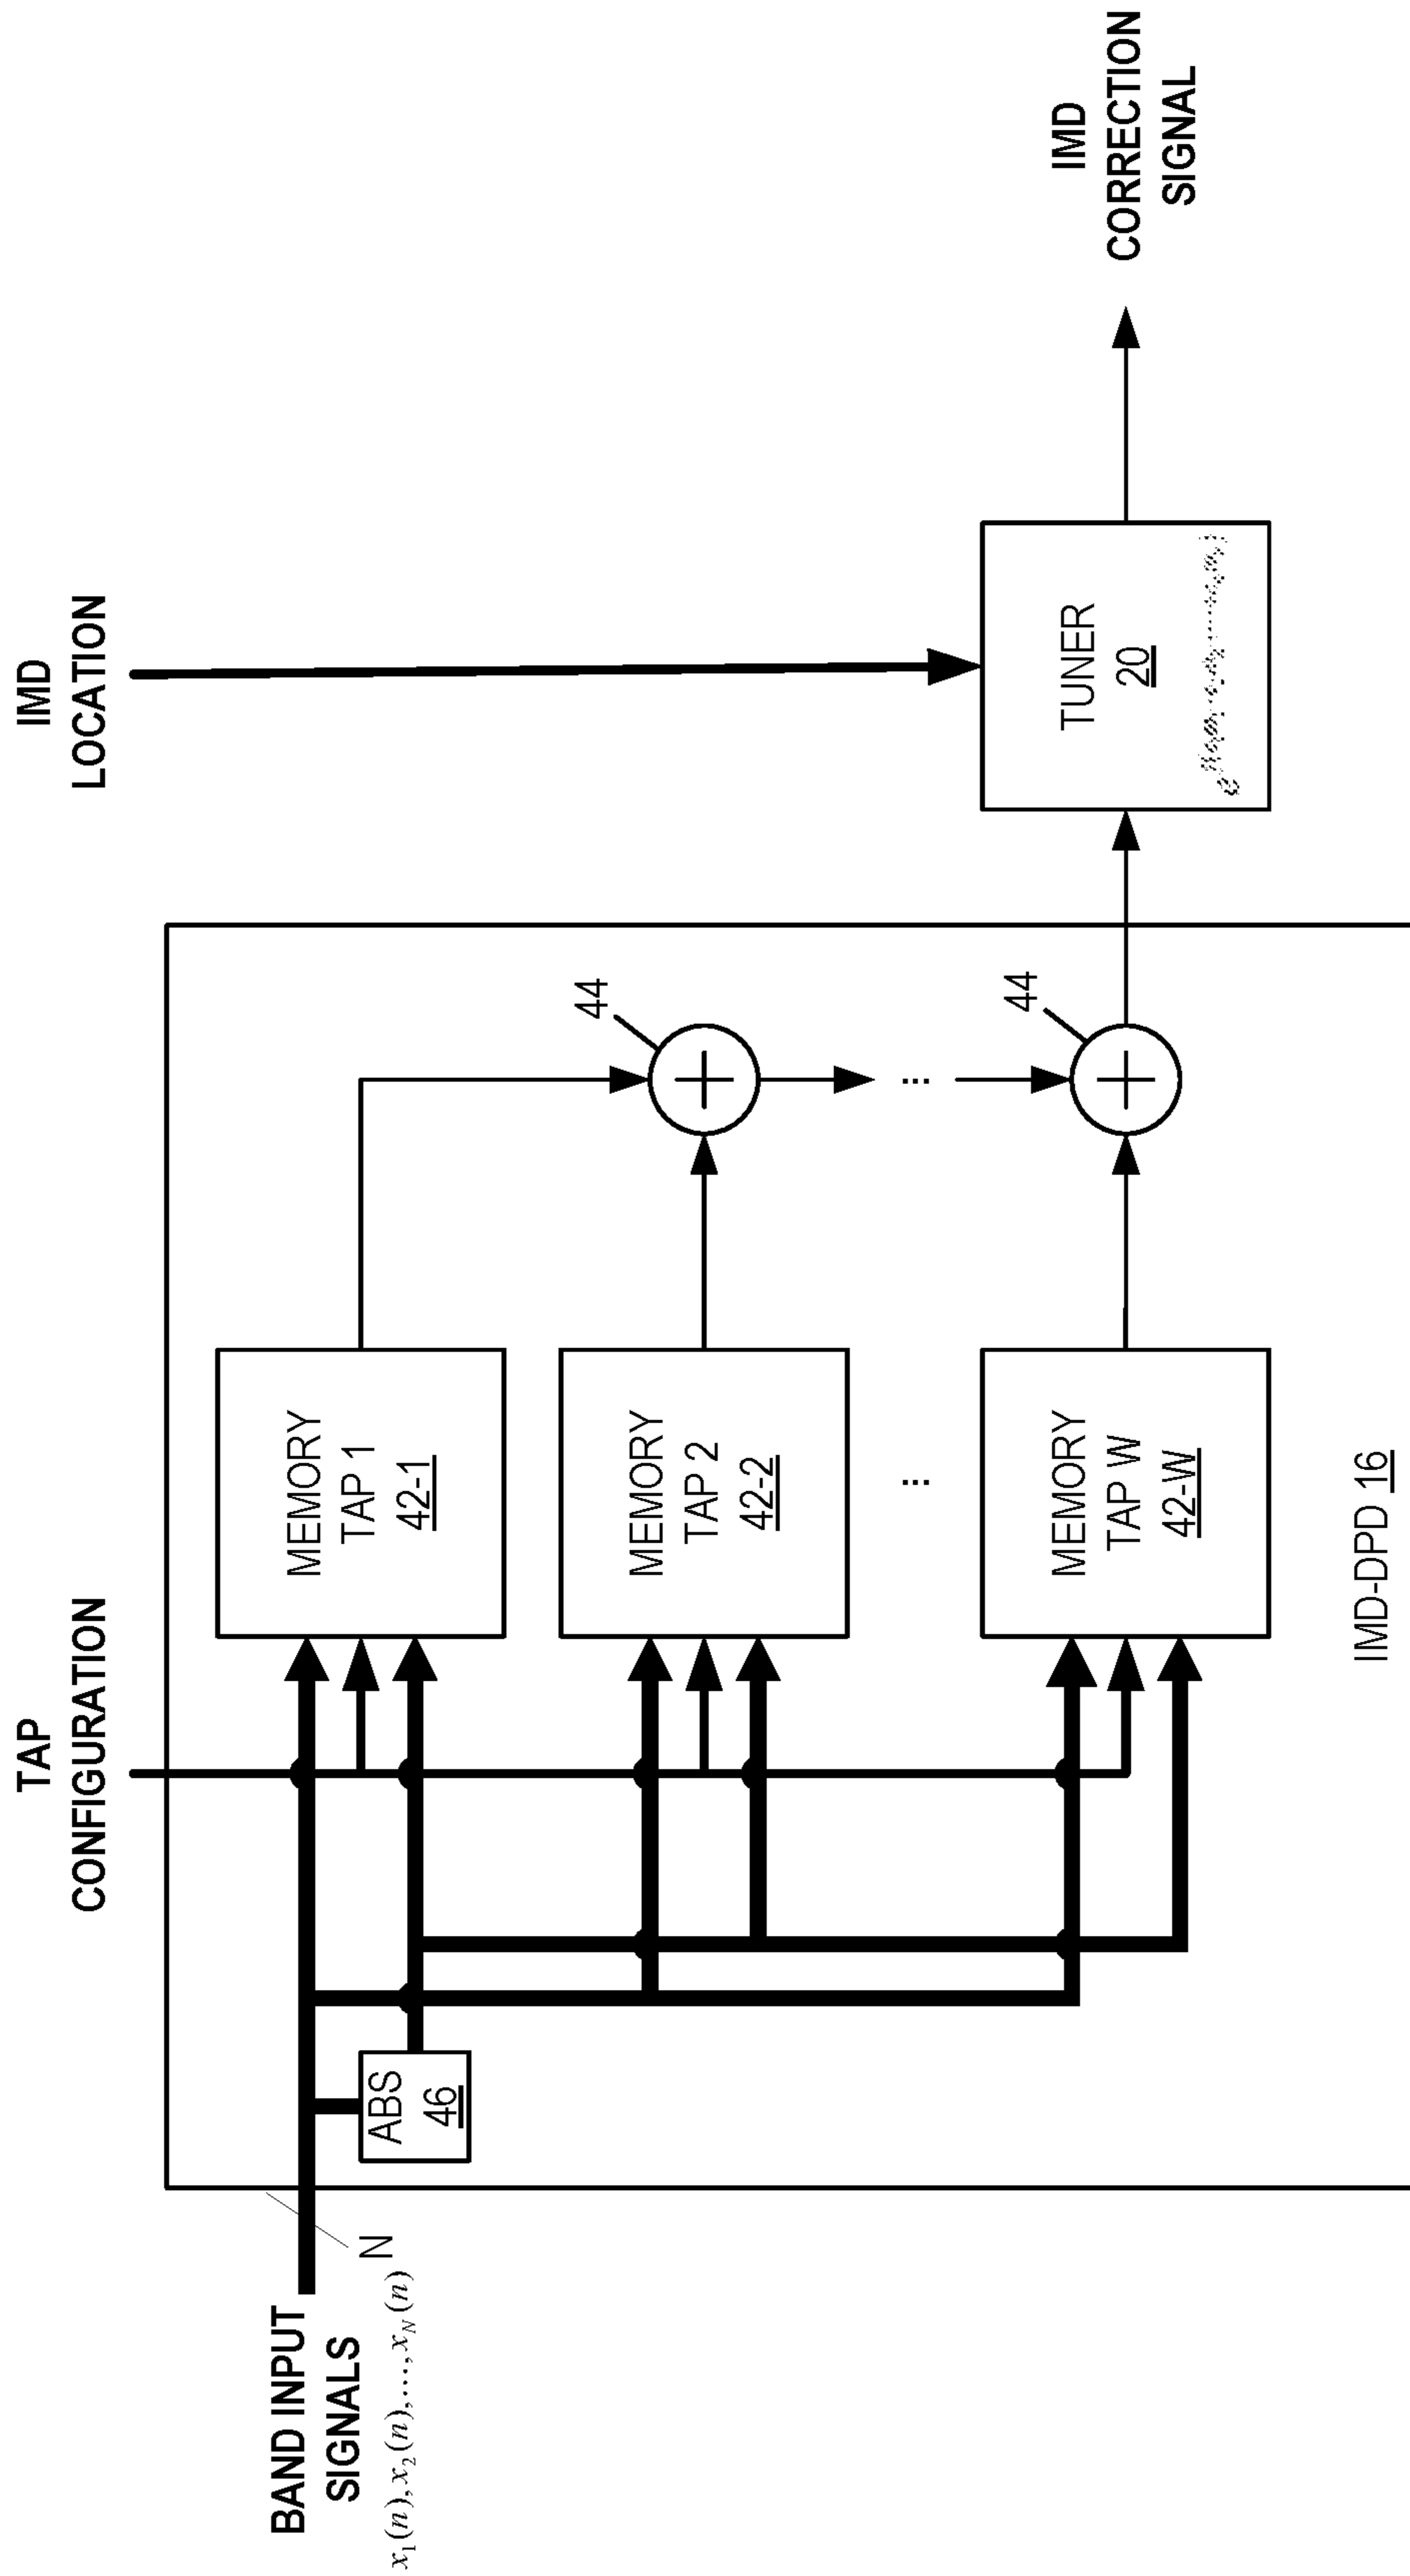 TAP
CONFIGURATION
IMD
LOCATION
BAND INPUT
SIGNALS
x₁(n),x₂(n),…,x_N(n)
N
ABS
46
MEMORY
TAP 1
42-1
MEMORY
TAP 2
42-2
...
MEMORY
TAP W
42-W
44
...
44
TUNER
20
IMD
CORRECTION
SIGNAL
IMD-DPD 16